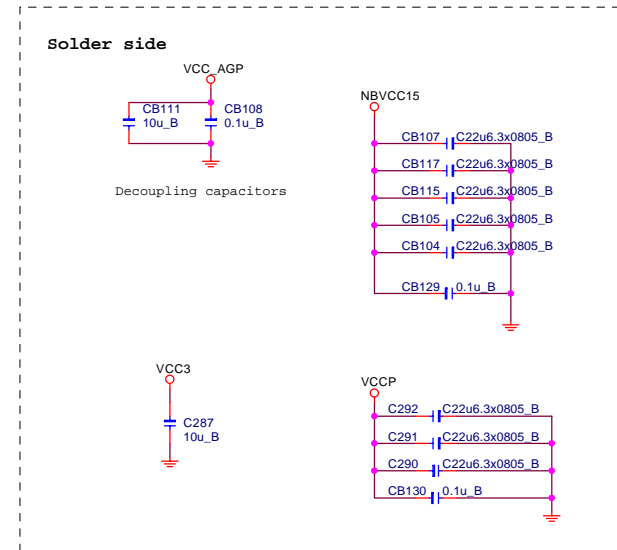 Solder side
VCC_AGP
CB111 CB108
10u_B 0.1u_B
Decoupling capacitors
NBVCC15
CB107 C22u6.3x0805_B
CB117 C22u6.3x0805_B
CB115 C22u6.3x0805_B
CB105 C22u6.3x0805_B
CB104 C22u6.3x0805_B
CB129 0.1u_B
VCC3
C287
10u_B
VCCP
C292 C22u6.3x0805_B
C291 C22u6.3x0805_B
C290 C22u6.3x0805_B
CB130 0.1u_B